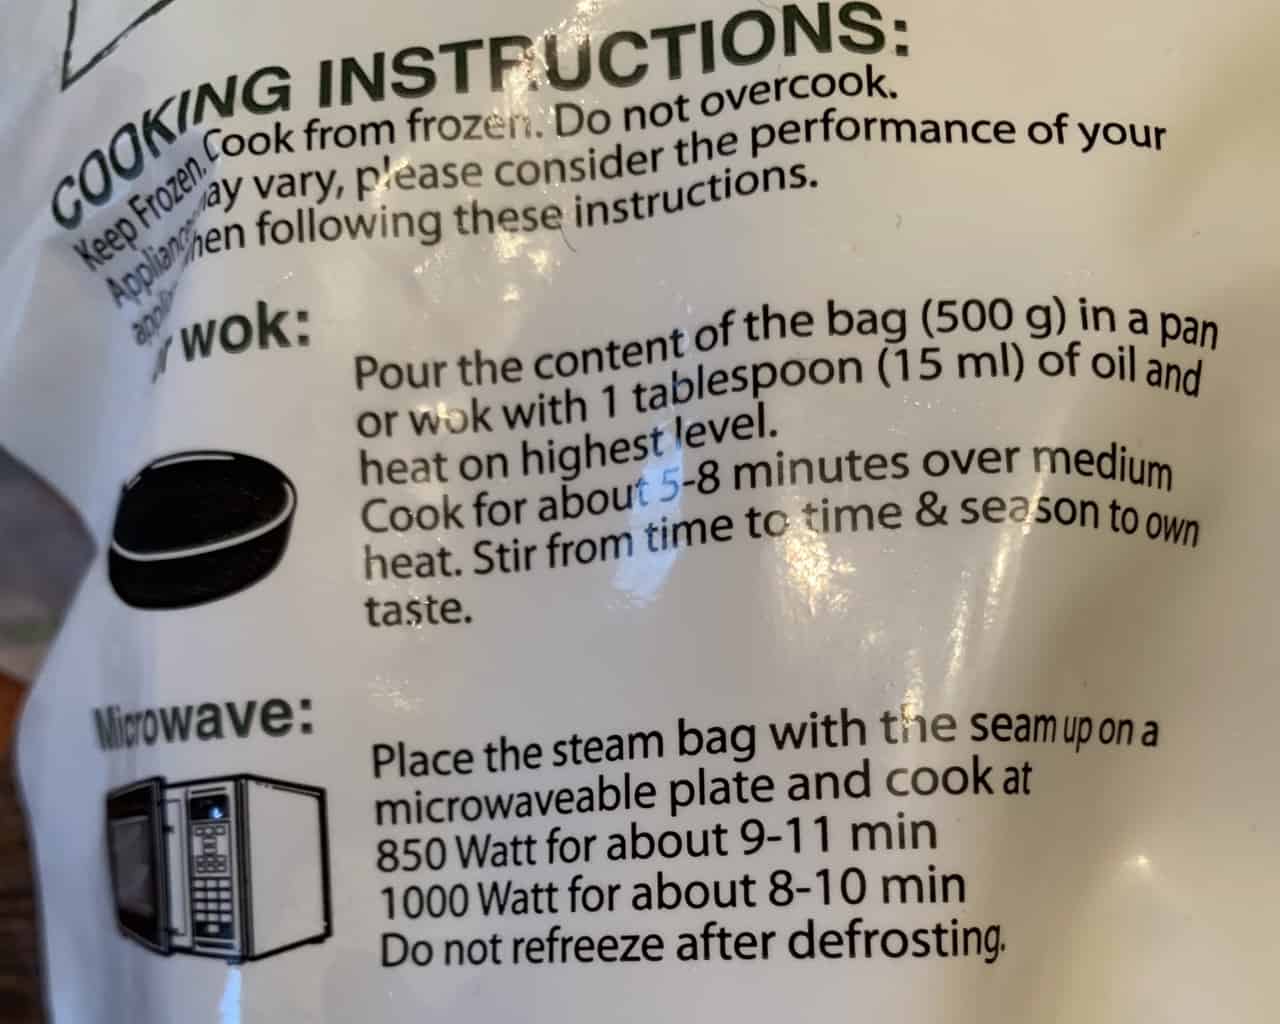 COOKING INSTRUCTIONS:
Keep Frozen. Cook from frozen. Do not overcook.
vary, please consider the performance of your
following these instructions.
wok:
Pour the content of the bag (500 g) in a pan
or wok with 1 tablespoon (15 ml) of oil and
heat on highest level.
Cook for about 5-8 minutes over medium
heat. Stir from time to time & season to own
taste.
Microwave:
Place the steam bag with the seam up on a
microwaveable plate and cook at
850 Watt for about 9-11 min
1000 Watt for about 8-10 min
Do not refreeze after defrosting.